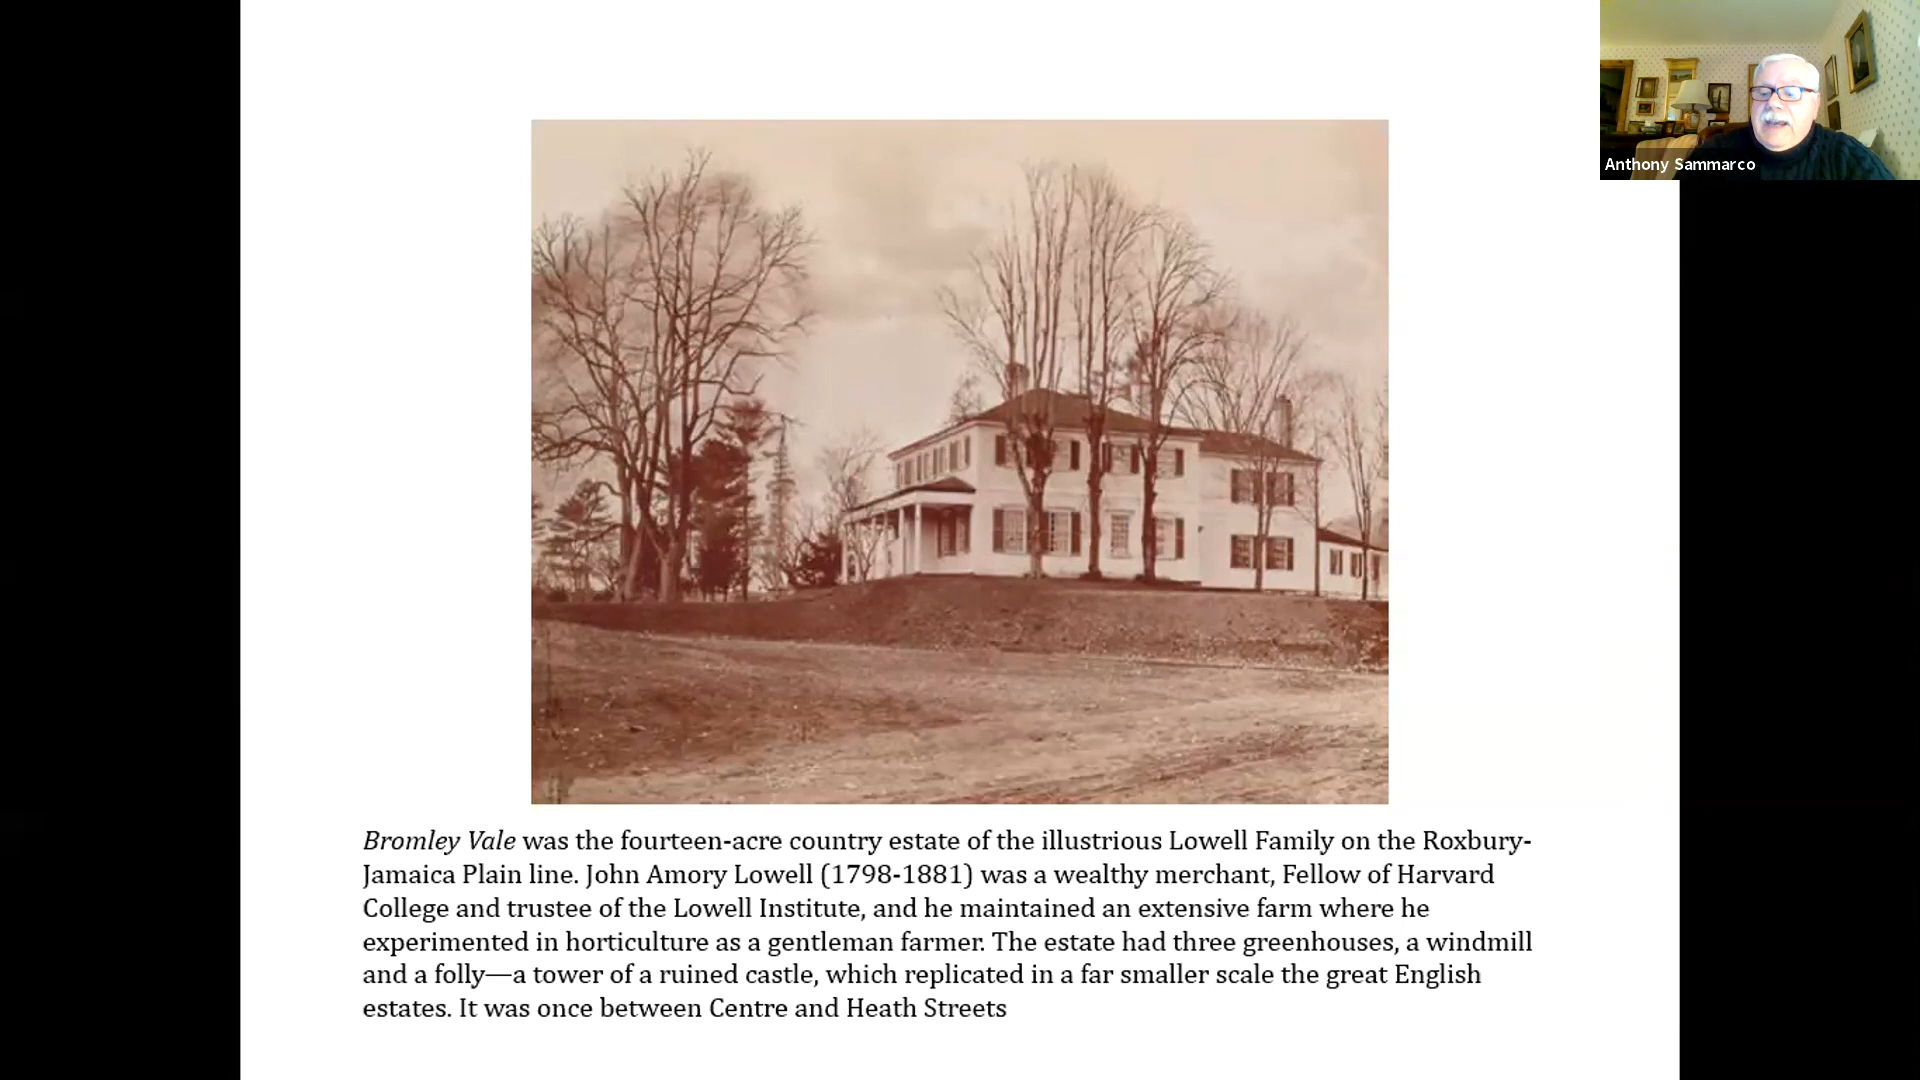 Anthony Sammarco
Bromley Vale was the fourteen-acre country estate of the illustrious Lowell Family on the Roxbury-
Jamaica Plain line. John Amory Lowell (1798-1881) was a wealthy merchant, Fellow of Harvard
College and trustee of the Lowell Institute, and he maintained an extensive farm where he
experimented in horticulture as a gentleman farmer. The estate had three greenhouses, a windmill
and a folly—a tower of a ruined castle, which replicated in a far smaller scale the great English
estates. It was once between Centre and Heath Streets